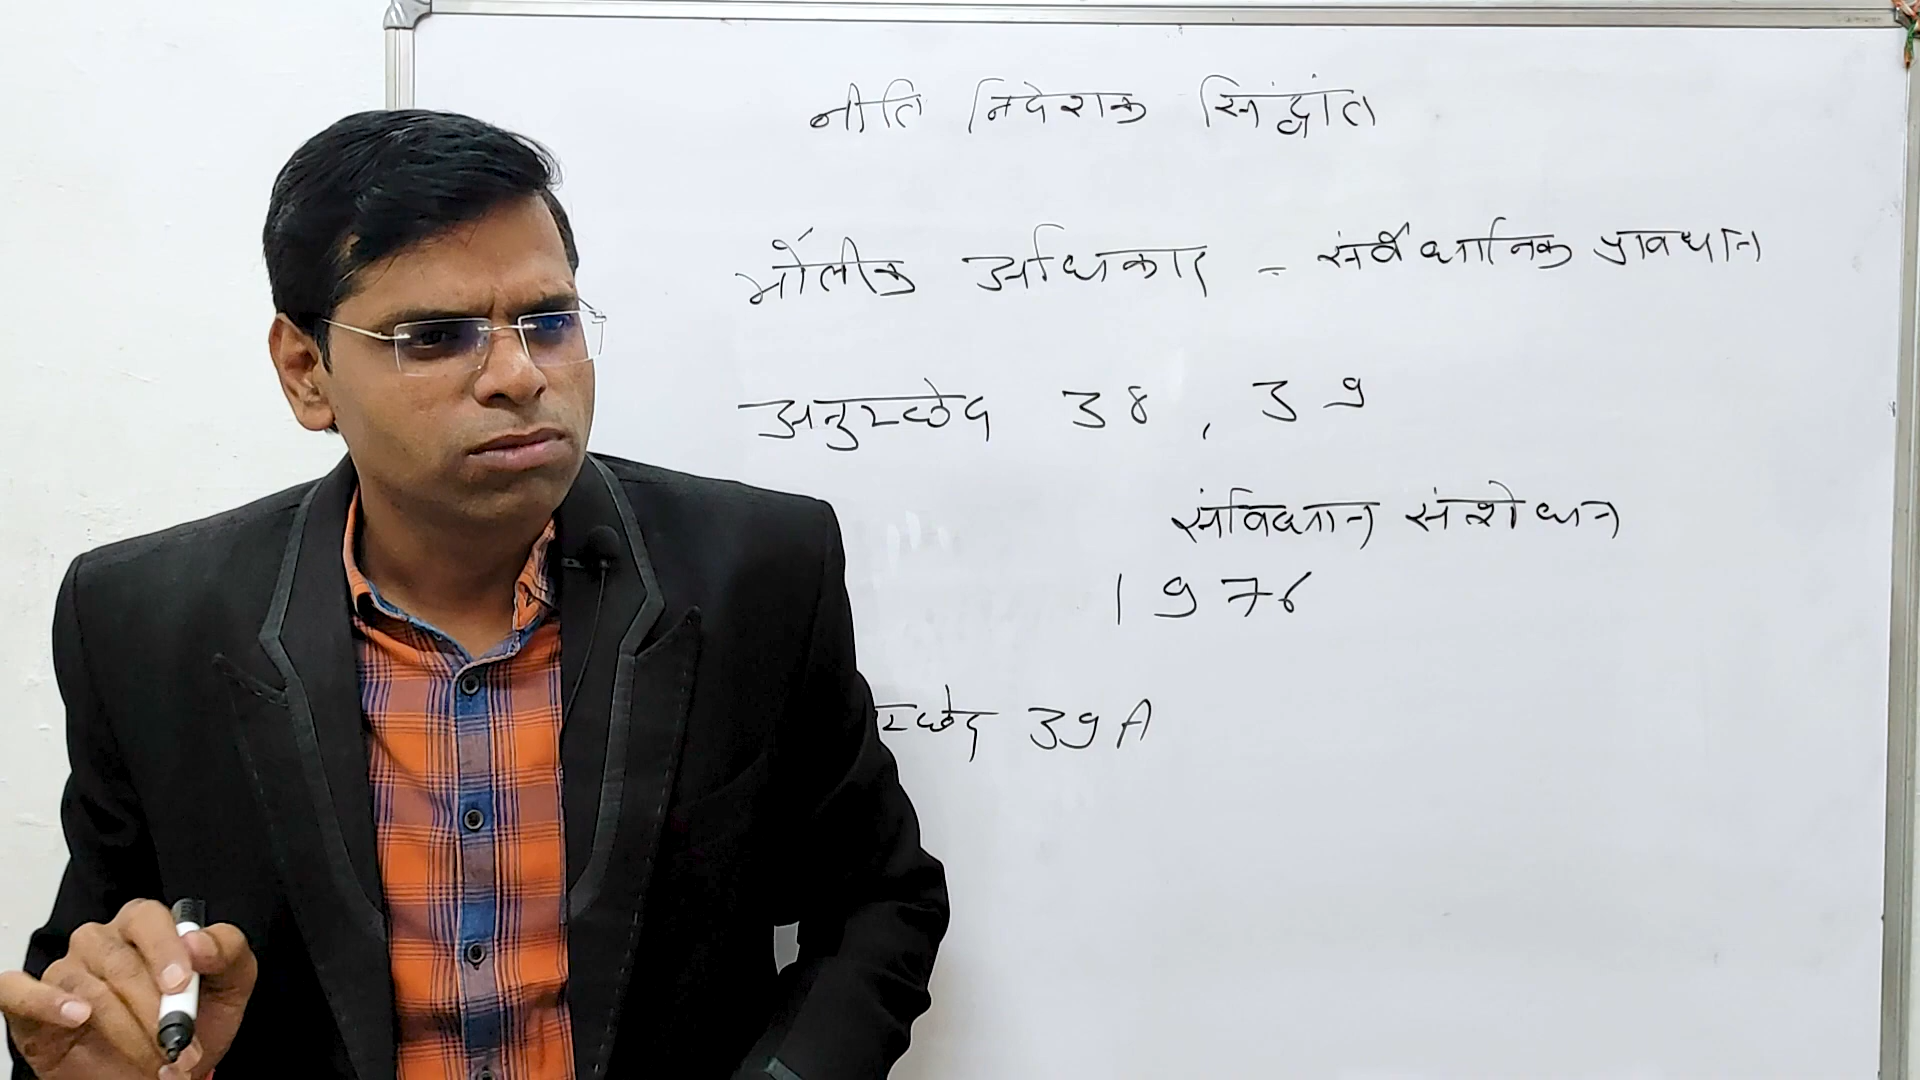 नीति निदेशक सिद्धांत
मौलीक अधिकार - संवैधानिक प्रावधान
अनुच्छेद 38, 39
संविधान संशोधन
1976
च्छेद 39A